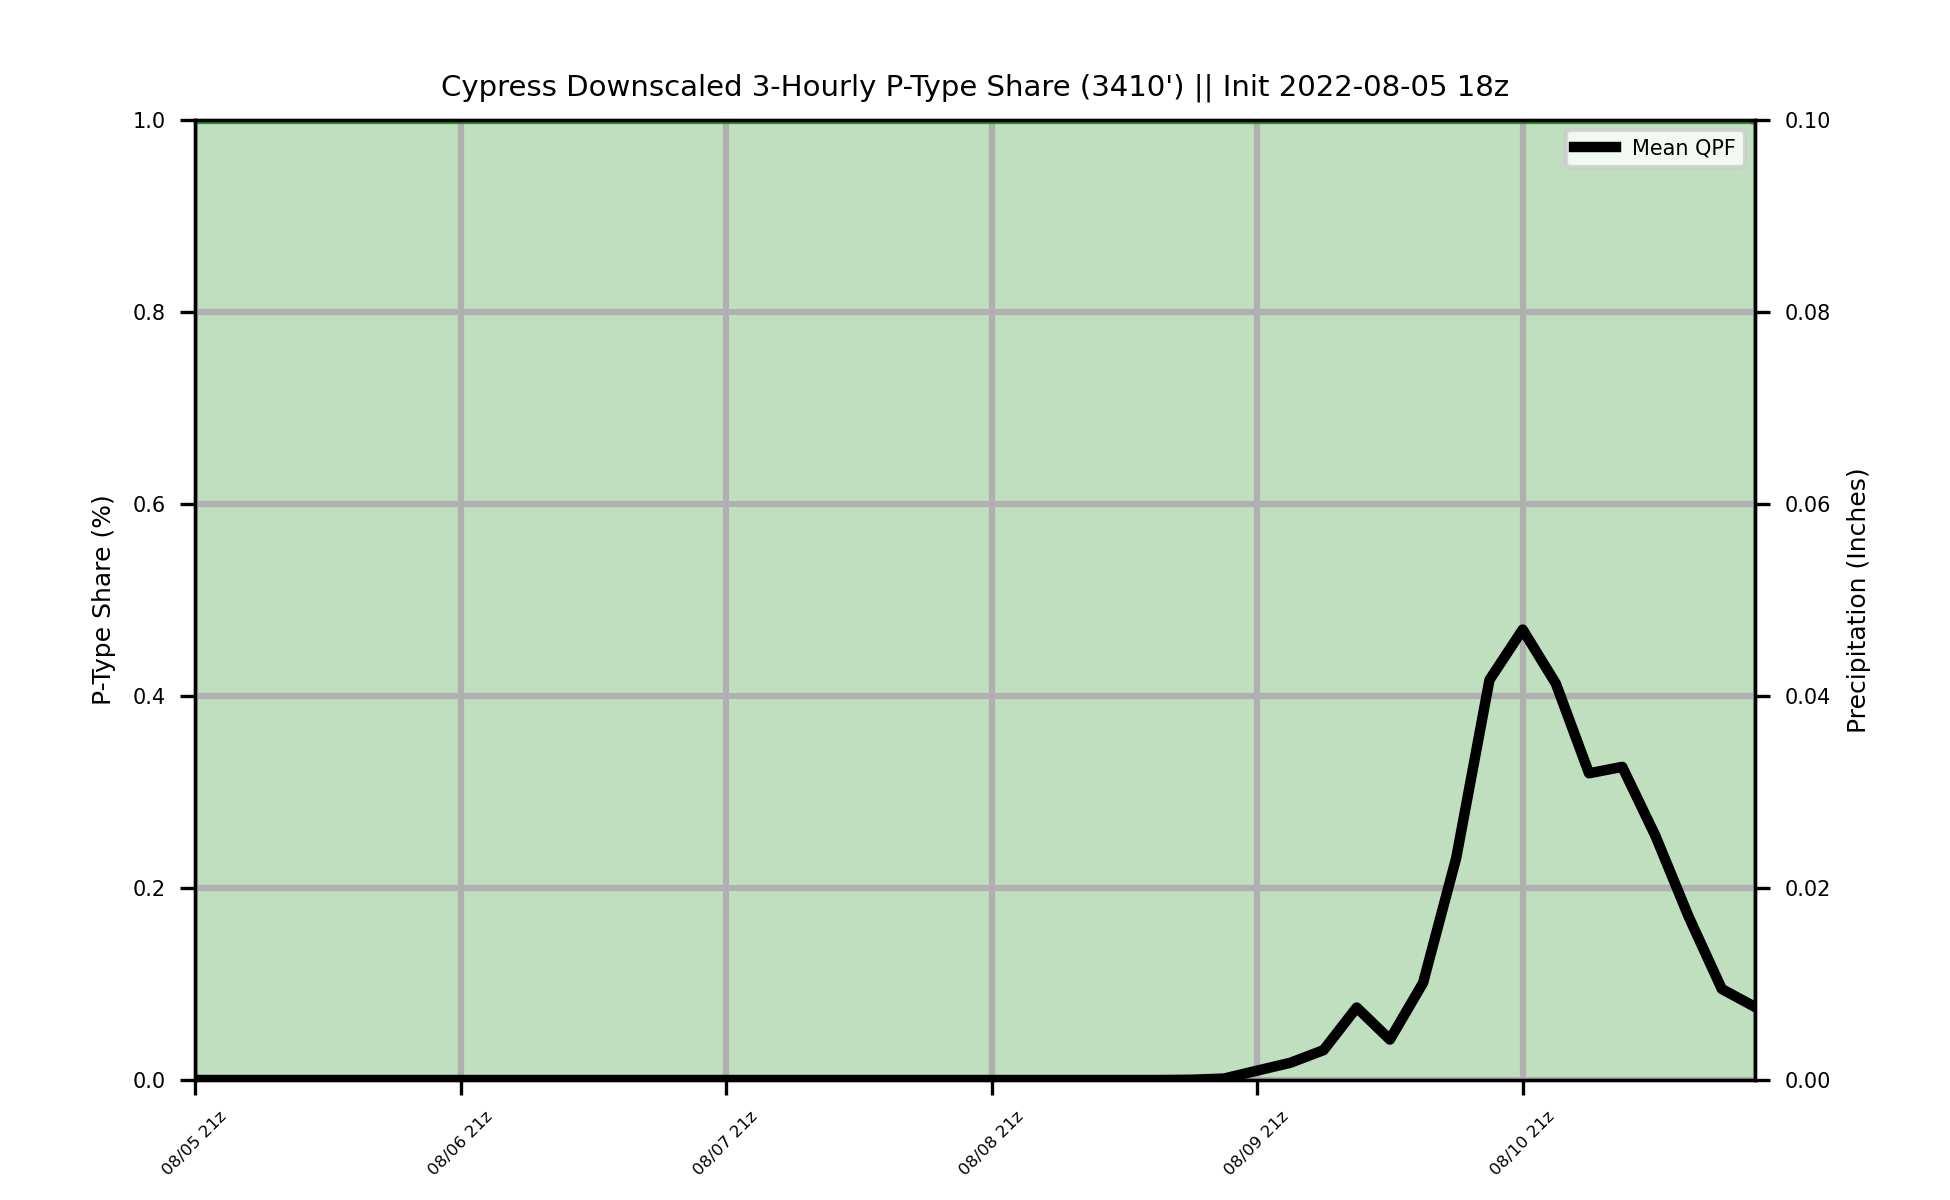 Cypress Downscaled 3-Hourly P-Type Share (3410') || Init 2022-08-05 18z
Mean QPF
P-Type Share (%)
1.0
0.8
0.6
0.4
0.2
0.0
0.10
0.08
0.06
0.04
0.02
0.00
Precipitation (Inches)
08/05 21z
08/06 21z
08/07 21z
08/08 21z
08/09 21z
08/10 21z